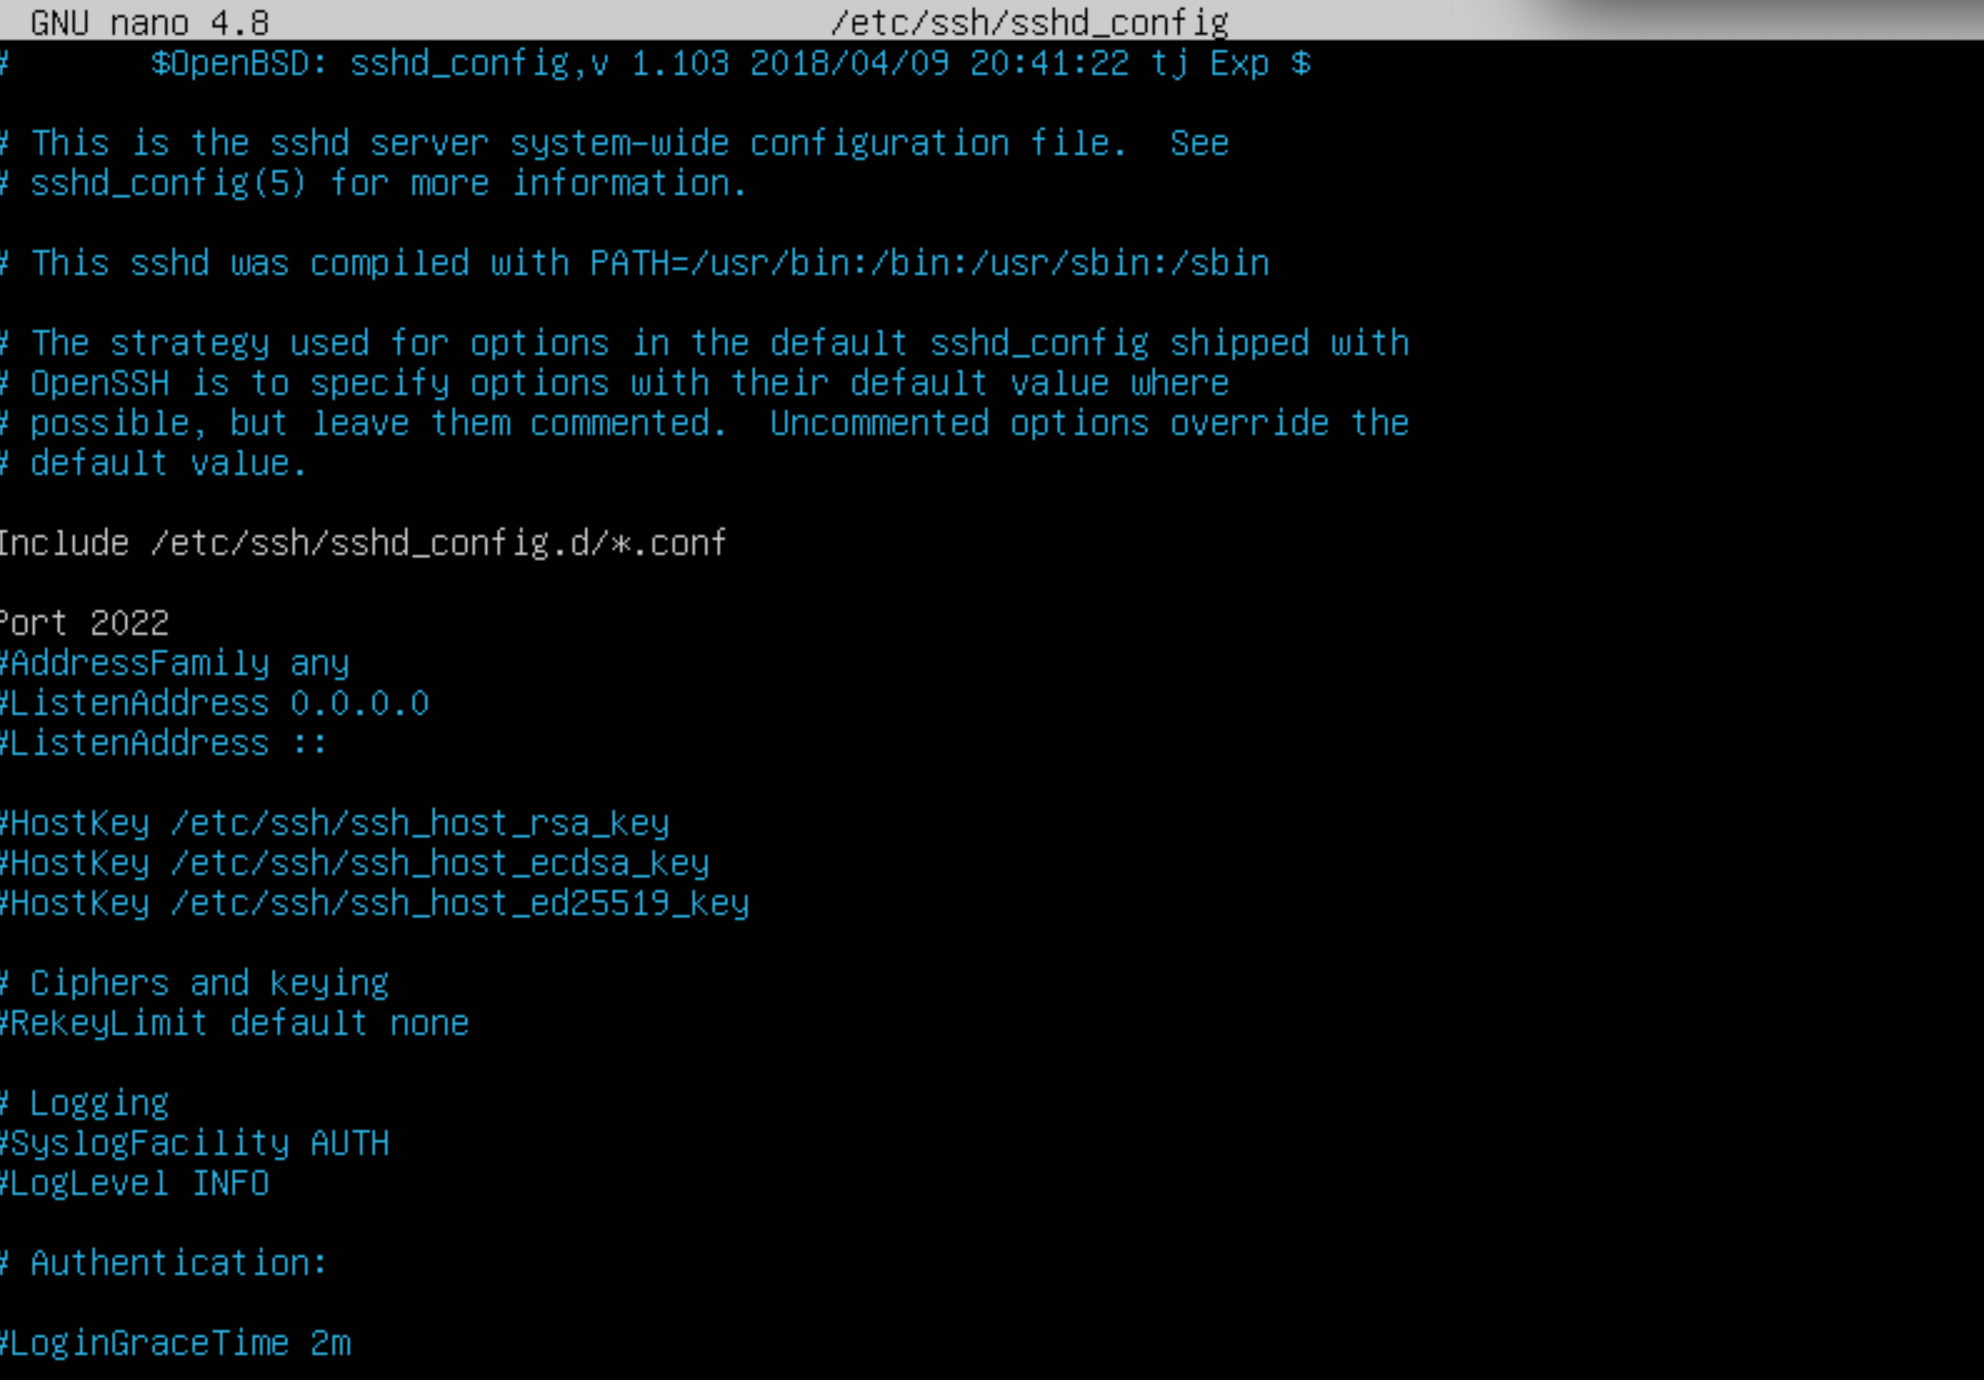 GNU nano 4.8 /etc/ssh/sshd_config
# $OpenBSD: sshd_config,v 1.103 2018/04/09 20:41:22 tj Exp $
# This is the sshd server system-wide configuration file.  See
# sshd_config(5) for more information.
# This sshd was compiled with PATH=/usr/bin:/bin:/usr/sbin:/sbin
# The strategy used for options in the default sshd_config shipped with
# OpenSSH is to specify options with their default value where
# possible, but leave them commented.  Uncommented options override the
# default value.
Include /etc/ssh/sshd_config.d/*.conf
Port 2022
#AddressFamily any
#ListenAddress 0.0.0.0
#ListenAddress ::
#HostKey /etc/ssh/ssh_host_rsa_key
#HostKey /etc/ssh/ssh_host_ecdsa_key
#HostKey /etc/ssh/ssh_host_ed25519_key
# Ciphers and keying
#RekeyLimit default none
# Logging
#SyslogFacility AUTH
#LogLevel INFO
# Authentication:
#LoginGraceTime 2m